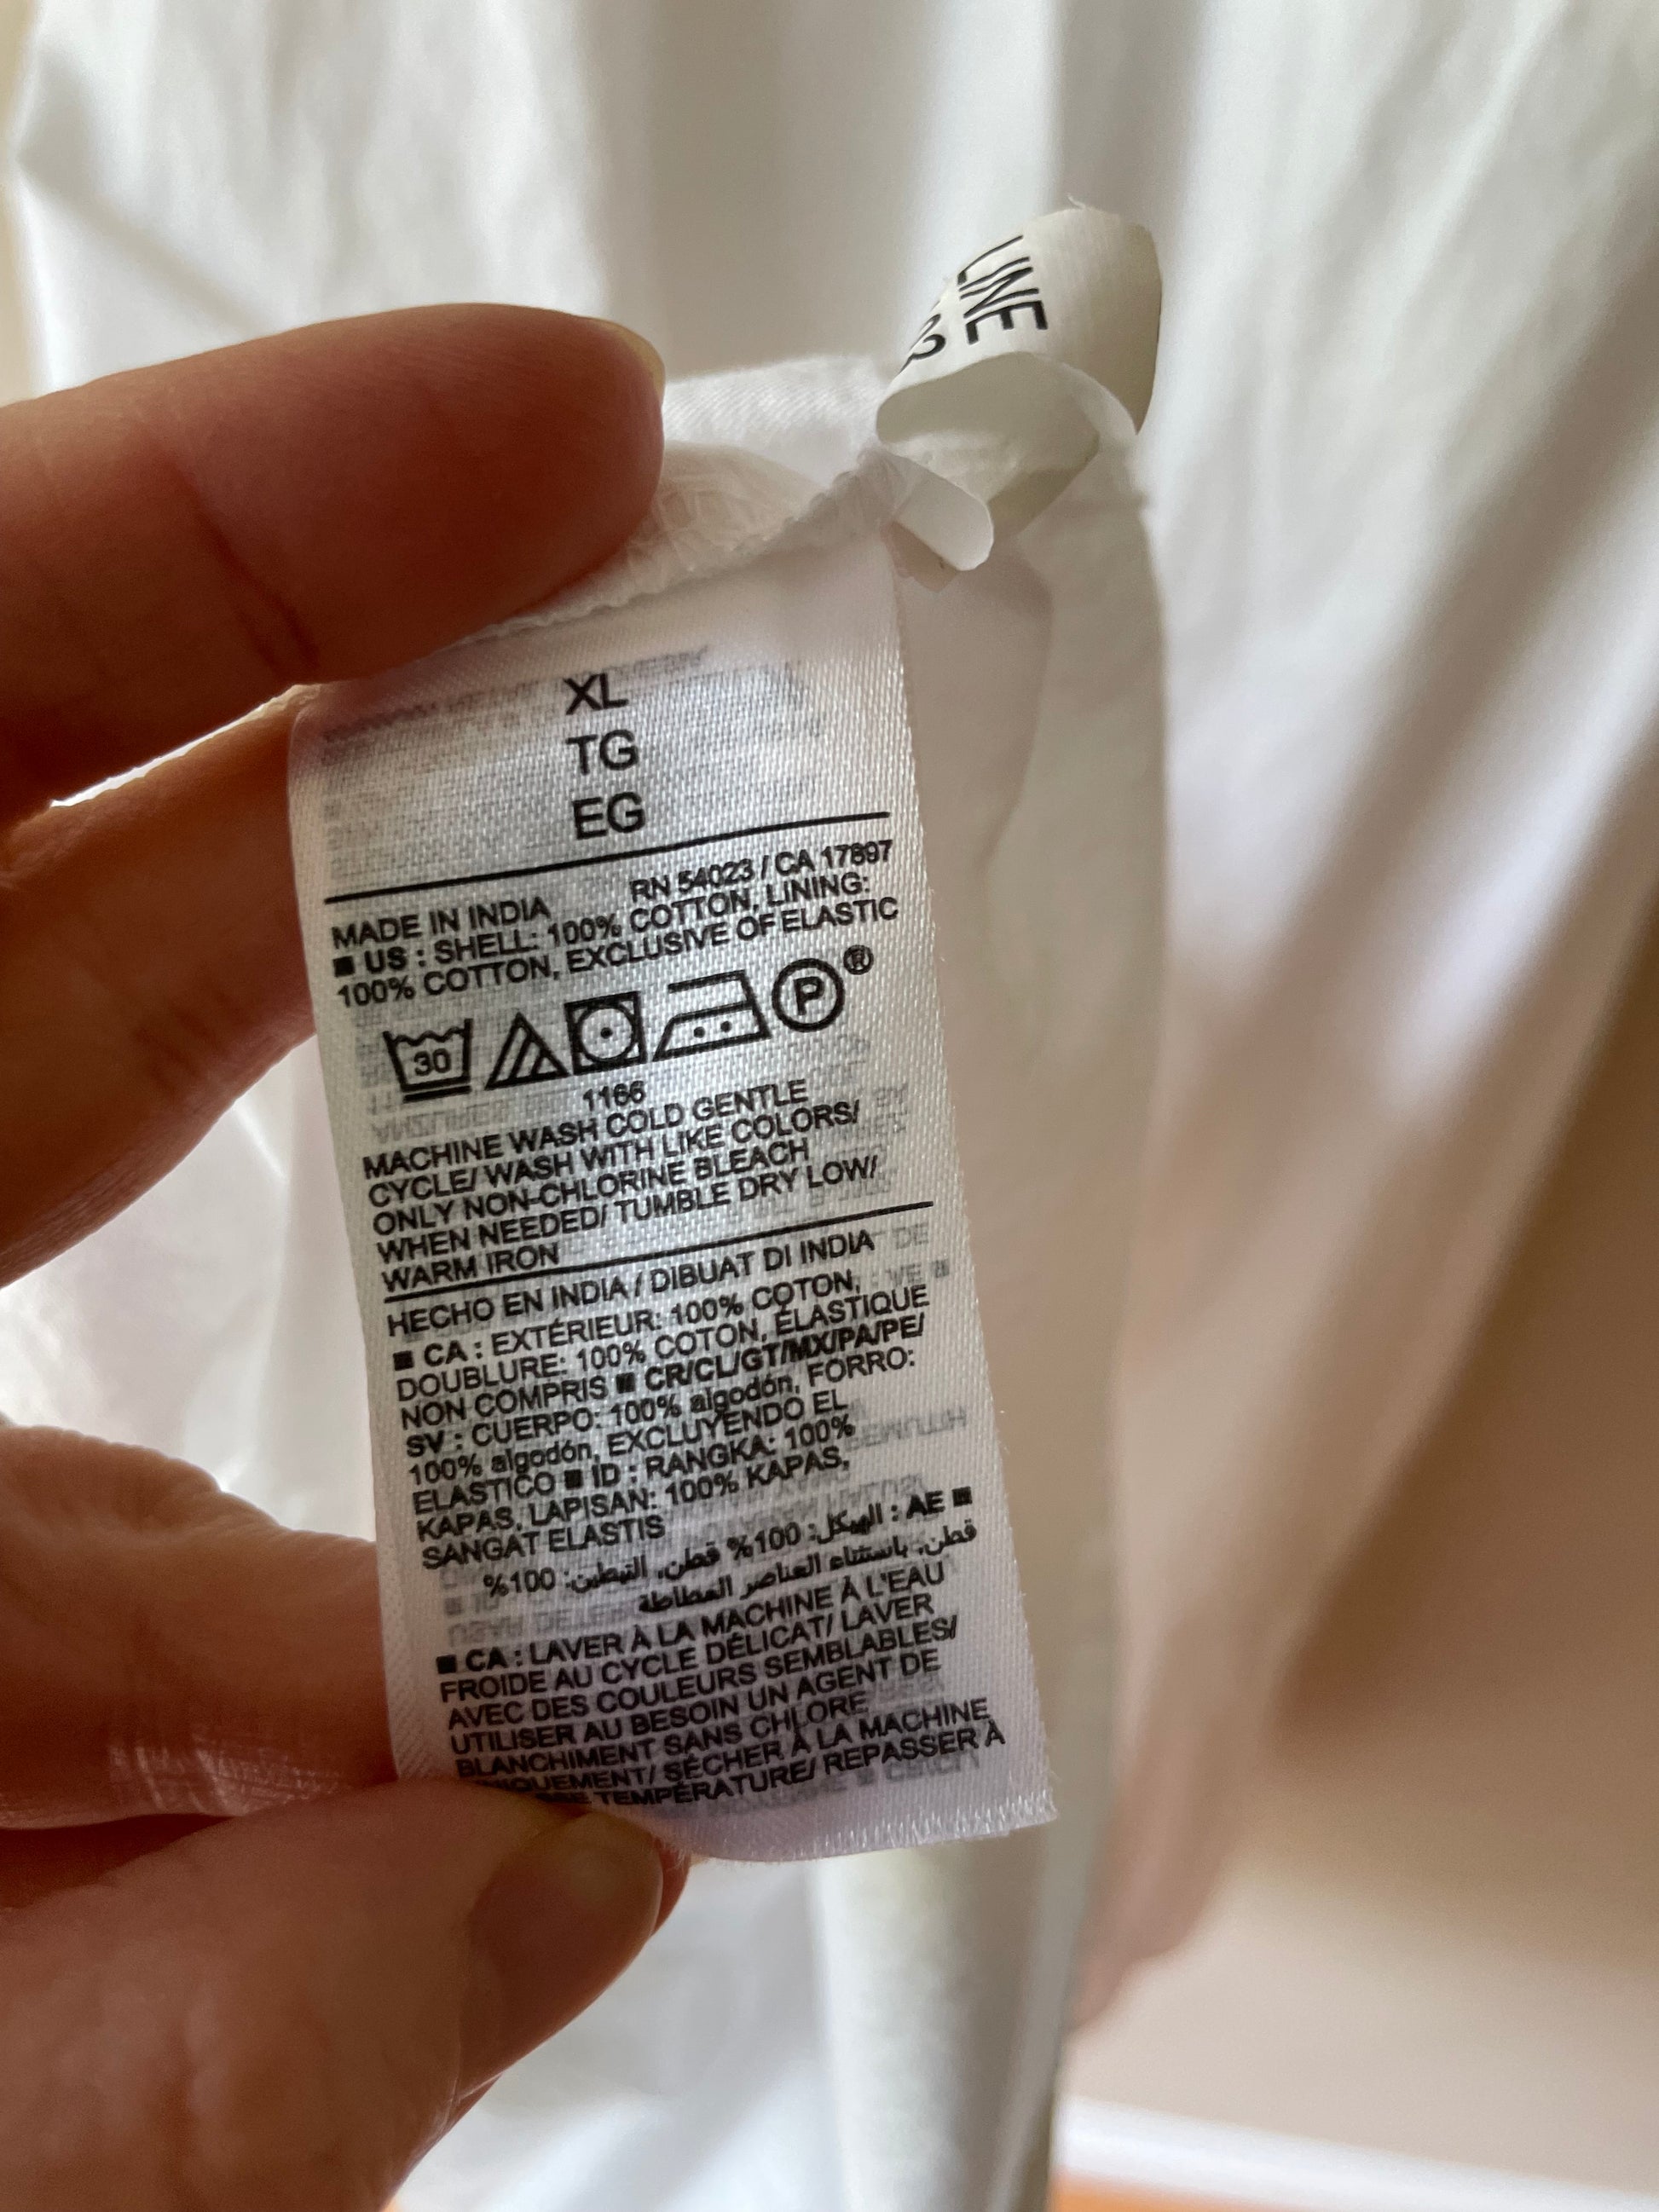 LINE
XL
TG
EG
RN 54023 / CA 17897
MADE IN INDIA
■ US : SHELL: 100% COTTON, LINING:
100% COTTON, EXCLUSIVE OF ELASTIC
30 P®
1166
MACHINE WASH COLD GENTLE
CYCLE/ WASH WITH LIKE COLORS/
ONLY NON-CHLORINE BLEACH
WHEN NEEDED/ TUMBLE DRY LOW/
WARM IRON
HECHO EN INDIA / DIBUAT DI INDIA
■ CA : EXTÉRIEUR: 100% COTON,
DOUBLURE: 100% COTON, ÉLASTIQUE
NON COMPRIS ■ CR/CL/GT/MX/PA/PE/
SV : CUERPO: 100% algodón, FORRO:
100% algodón, EXCLUYENDO EL
ELASTICO ■ ID : RANGKA: 100%
KAPAS, LAPISAN: 100% KAPAS,
SANGAT ELASTIS
■ AE : الهيكل: 100% قطن، التبطين: 100%
قطن، باستثناء العناصر المطاطة
■ CA : LAVER À LA MACHINE À L'EAU
FROIDE AU CYCLE DÉLICAT/ LAVER
AVEC DES COULEURS SEMBLABLES/
UTILISER AU BESOIN UN AGENT DE
BLANCHIMENT SANS CHLORE
SÉCHER À LA MACHINE
TEMPÉRATURE/ REPASSER À